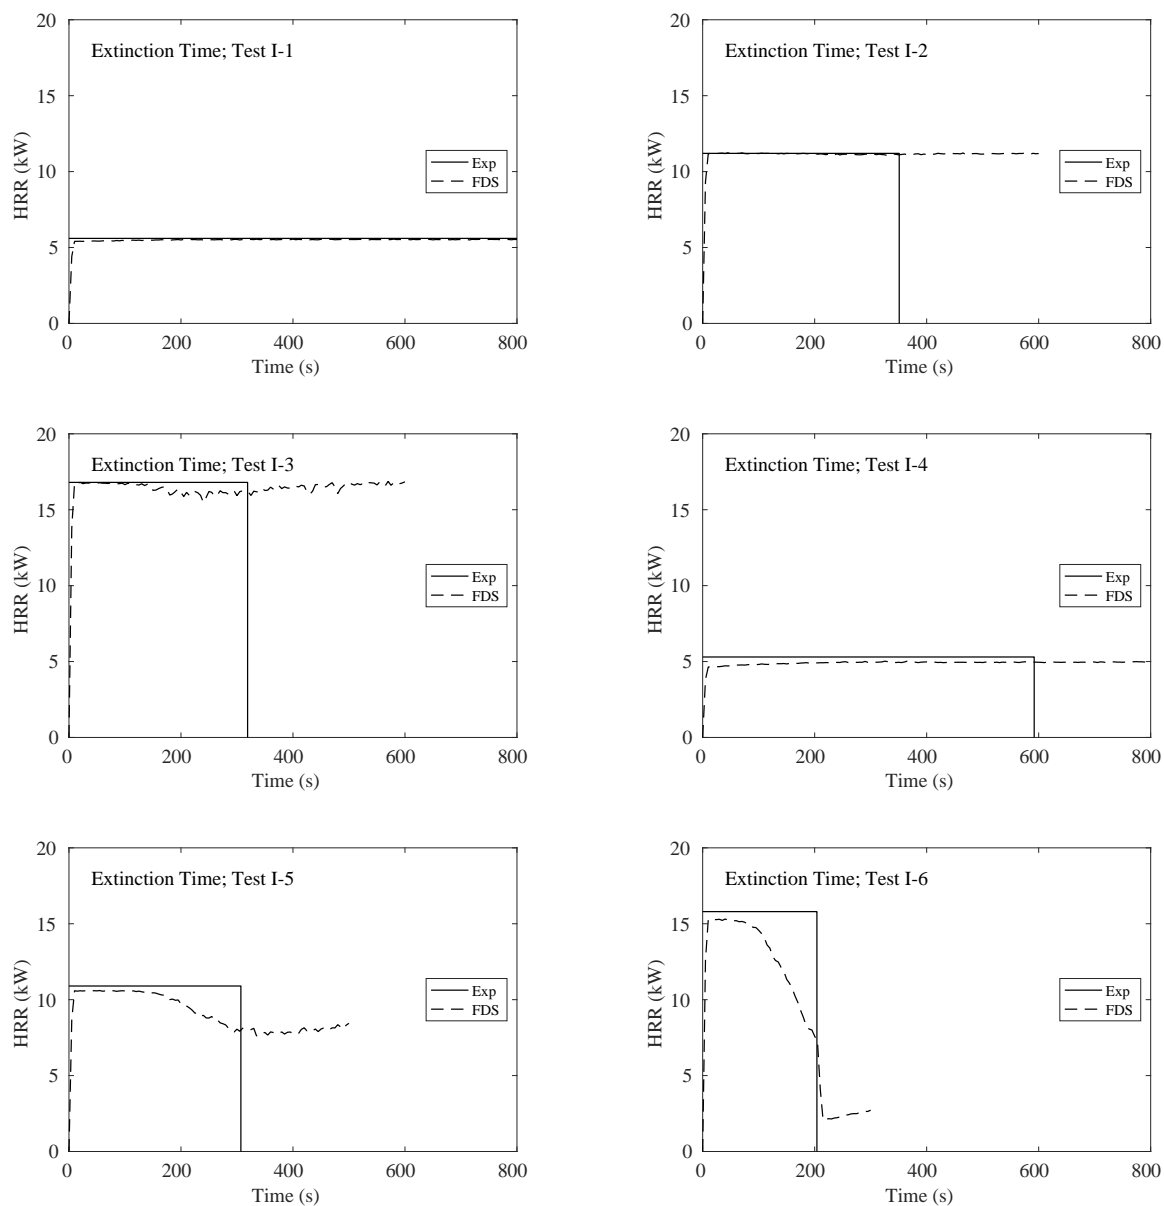 20
15
10
5
0
HRR (kW)
Extinction Time; Test I-1
Exp
FDS
0 200 400 600 800
Time (s)
20
15
10
5
0
HRR (kW)
Extinction Time; Test I-2
Exp
FDS
0 200 400 600 800
Time (s)
20
15
10
5
0
HRR (kW)
Extinction Time; Test I-3
Exp
FDS
0 200 400 600 800
Time (s)
20
15
10
5
0
HRR (kW)
Extinction Time; Test I-4
Exp
FDS
0 200 400 600 800
Time (s)
20
15
10
5
0
HRR (kW)
Extinction Time; Test I-5
Exp
FDS
0 200 400 600 800
Time (s)
20
15
10
5
0
HRR (kW)
Extinction Time; Test I-6
Exp
FDS
0 200 400 600 800
Time (s)